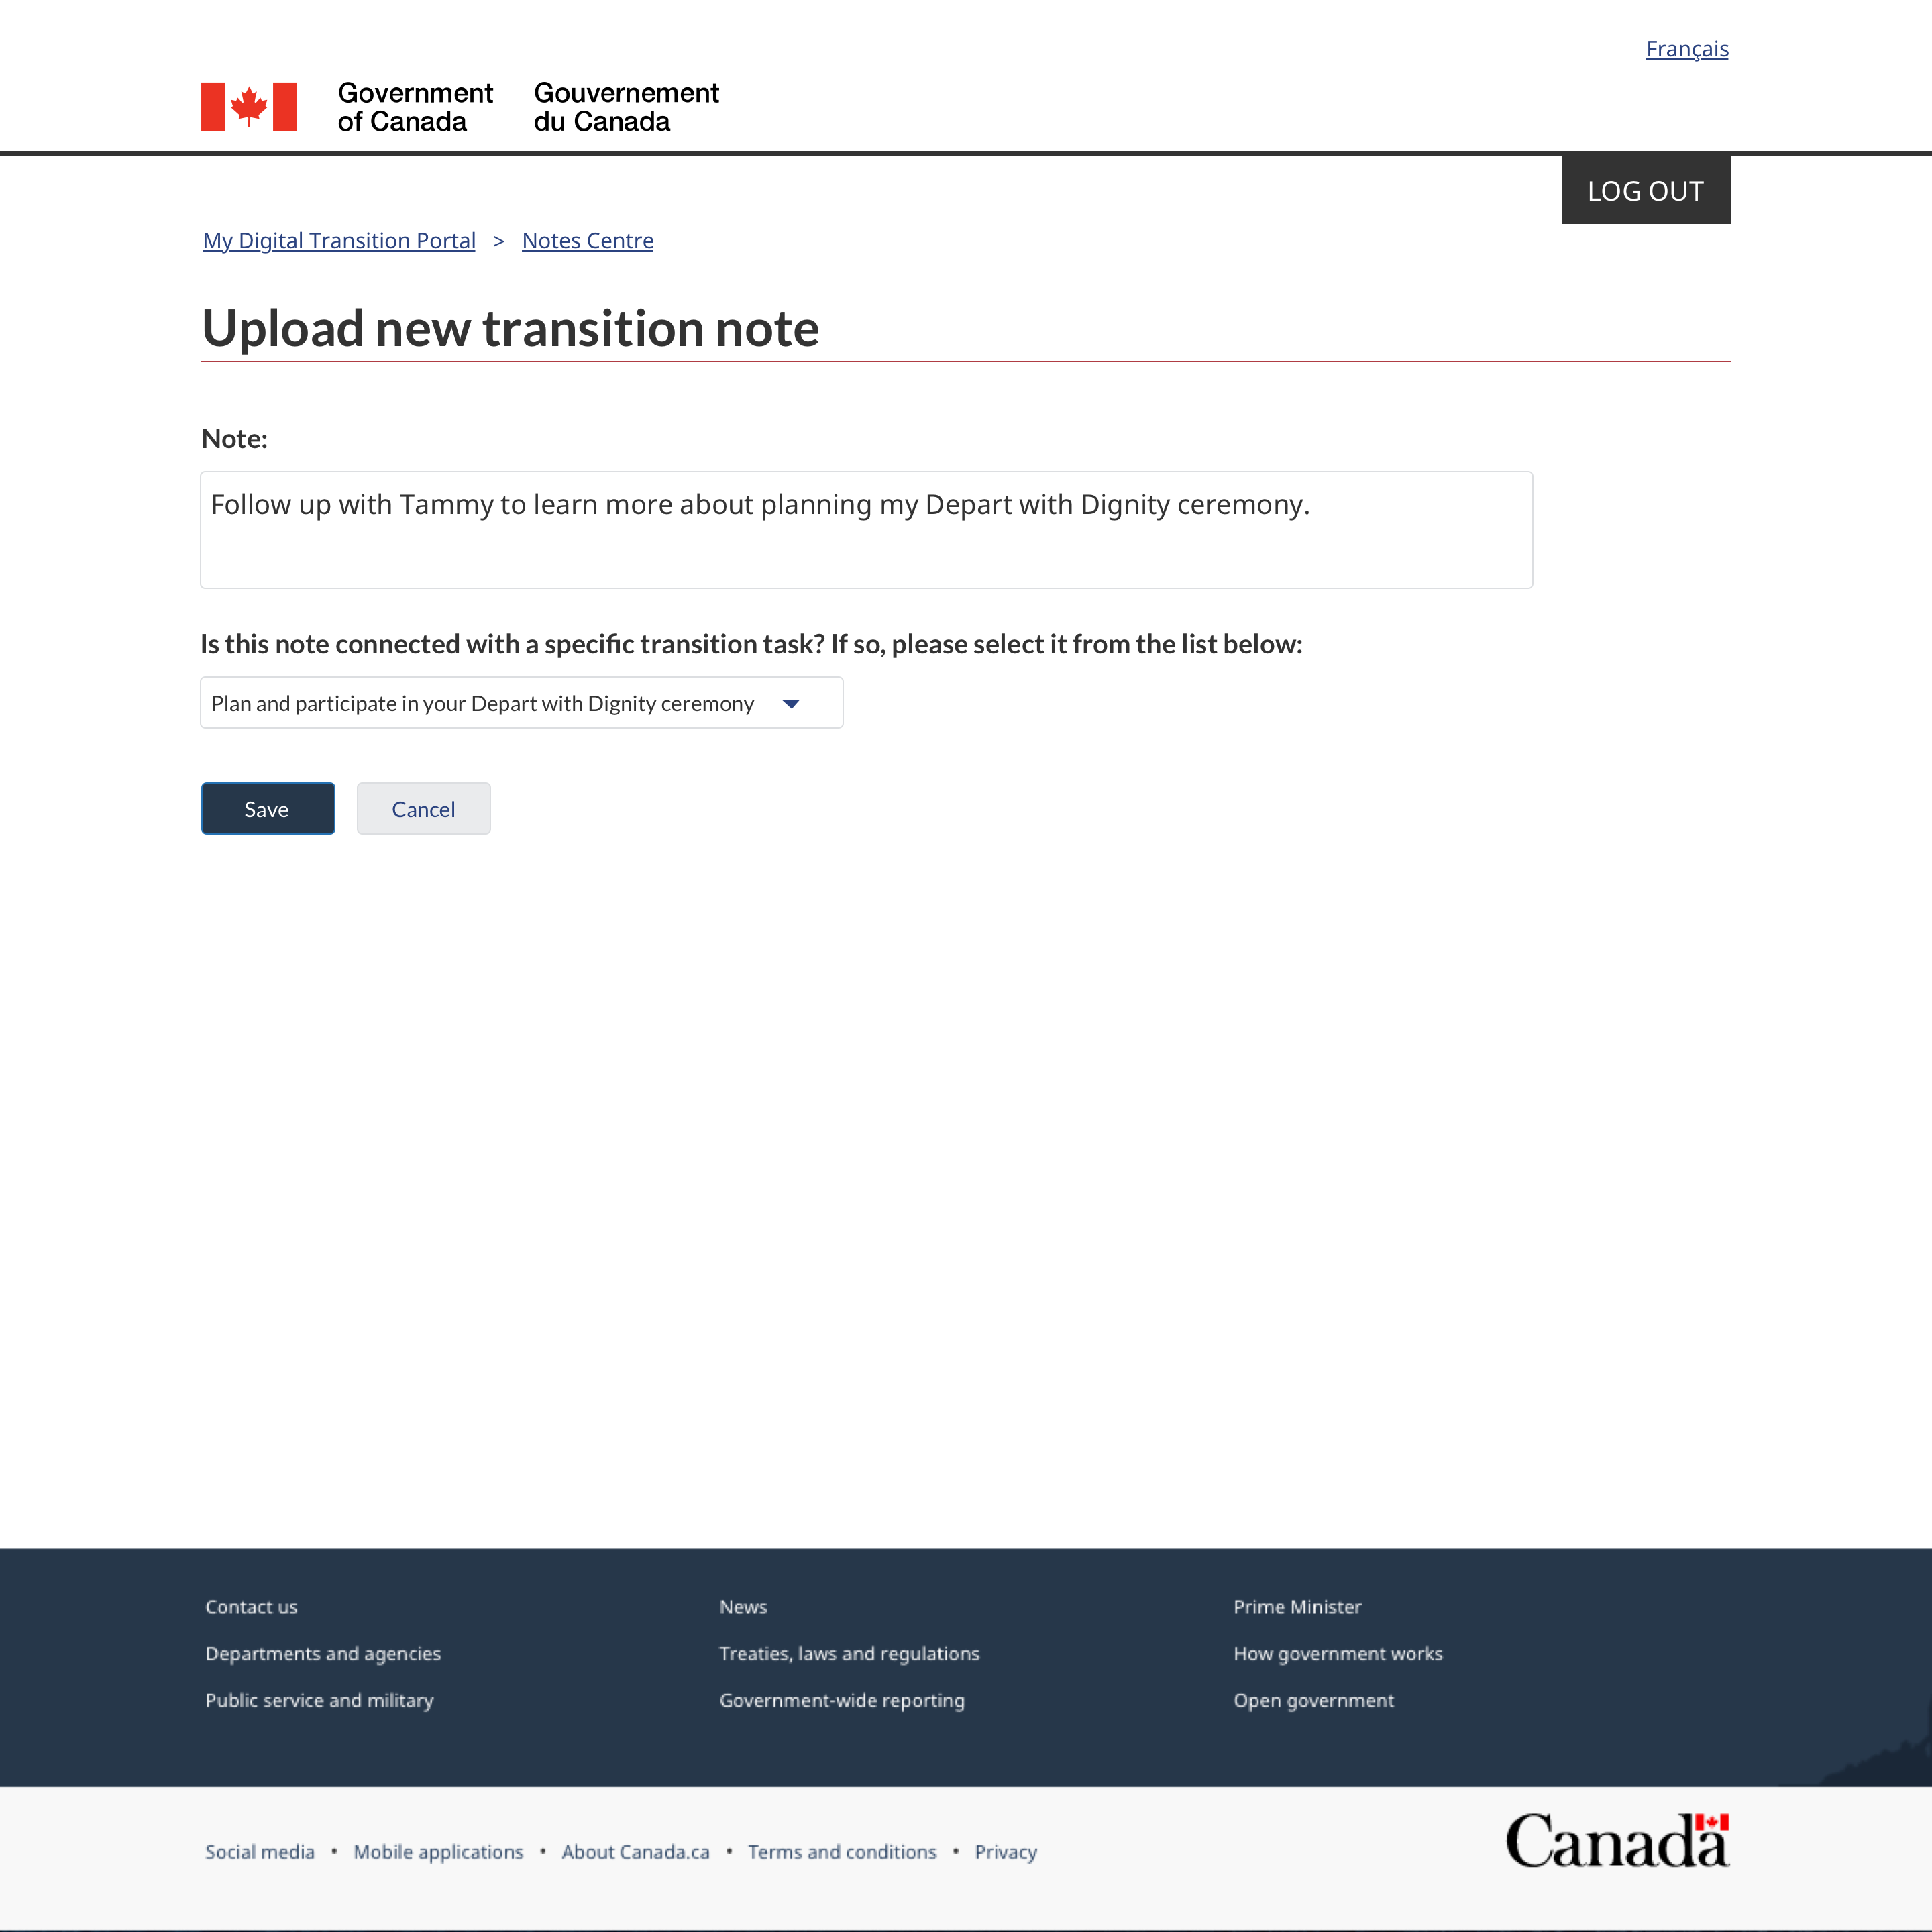 Français
Government of Canada
Gouvernement du Canada
LOG OUT
My Digital Transition Portal > Notes Centre
Upload new transition note
Note:
Follow up with Tammy to learn more about planning my Depart with Dignity ceremony.
Is this note connected with a specific transition task? If so, please select it from the list below:
Plan and participate in your Depart with Dignity ceremony
Save
Cancel
Contact us
News
Prime Minister
Departments and agencies
Treaties, laws and regulations
How government works
Public service and military
Government-wide reporting
Open government
Social media • Mobile applications • About Canada.ca • Terms and conditions • Privacy
Canada